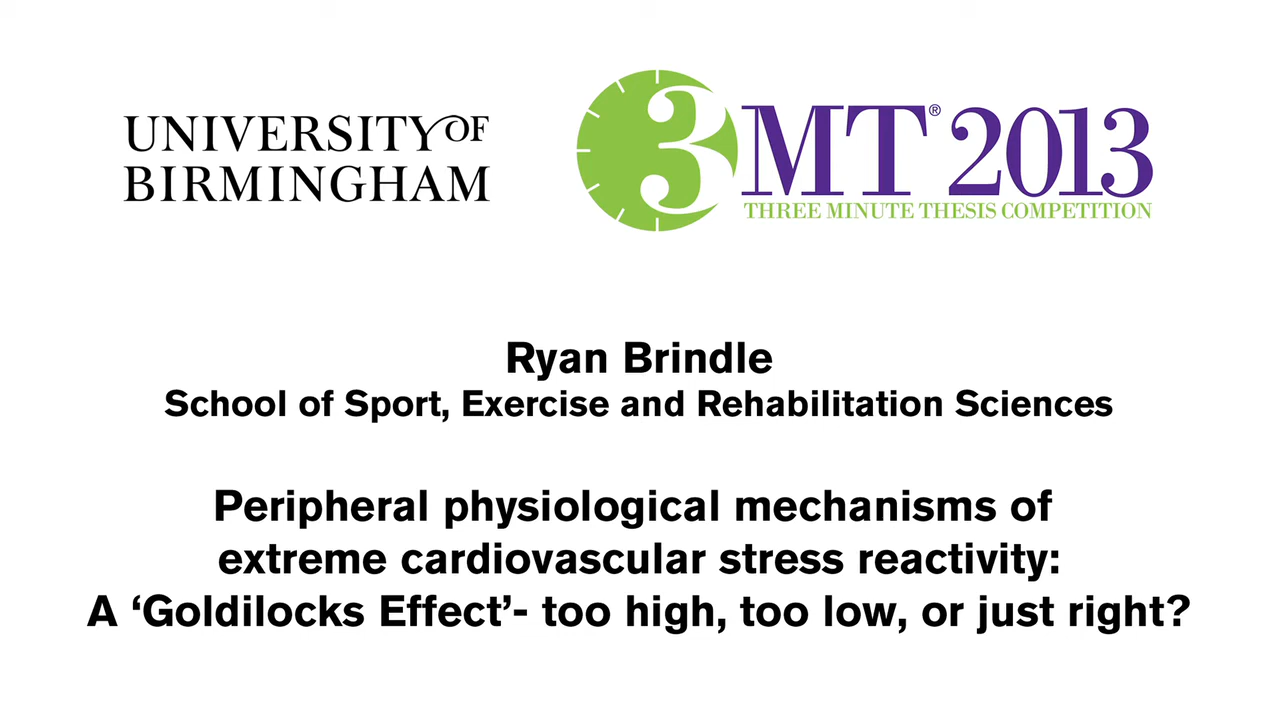 UNIVERSITY OF
BIRMINGHAM
3MT® 2013
THREE MINUTE THESIS COMPETITION
Ryan Brindle
School of Sport, Exercise and Rehabilitation Sciences
Peripheral physiological mechanisms of
extreme cardiovascular stress reactivity:
A ‘Goldilocks Effect’- too high, too low, or just right?